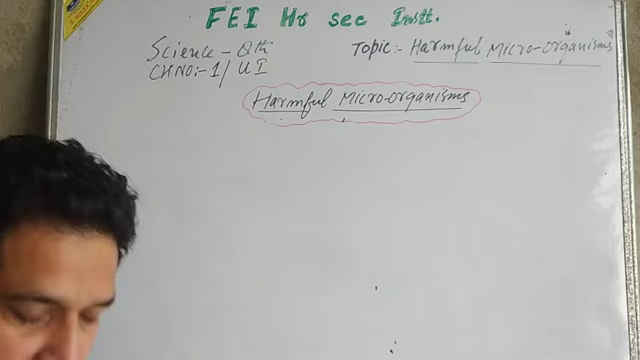 FEI Hr sec Instt.
Science - 8th
Topic:- Harmful Micro-organisms
CH NO:- 1/ U I
Harmful Micro-organisms